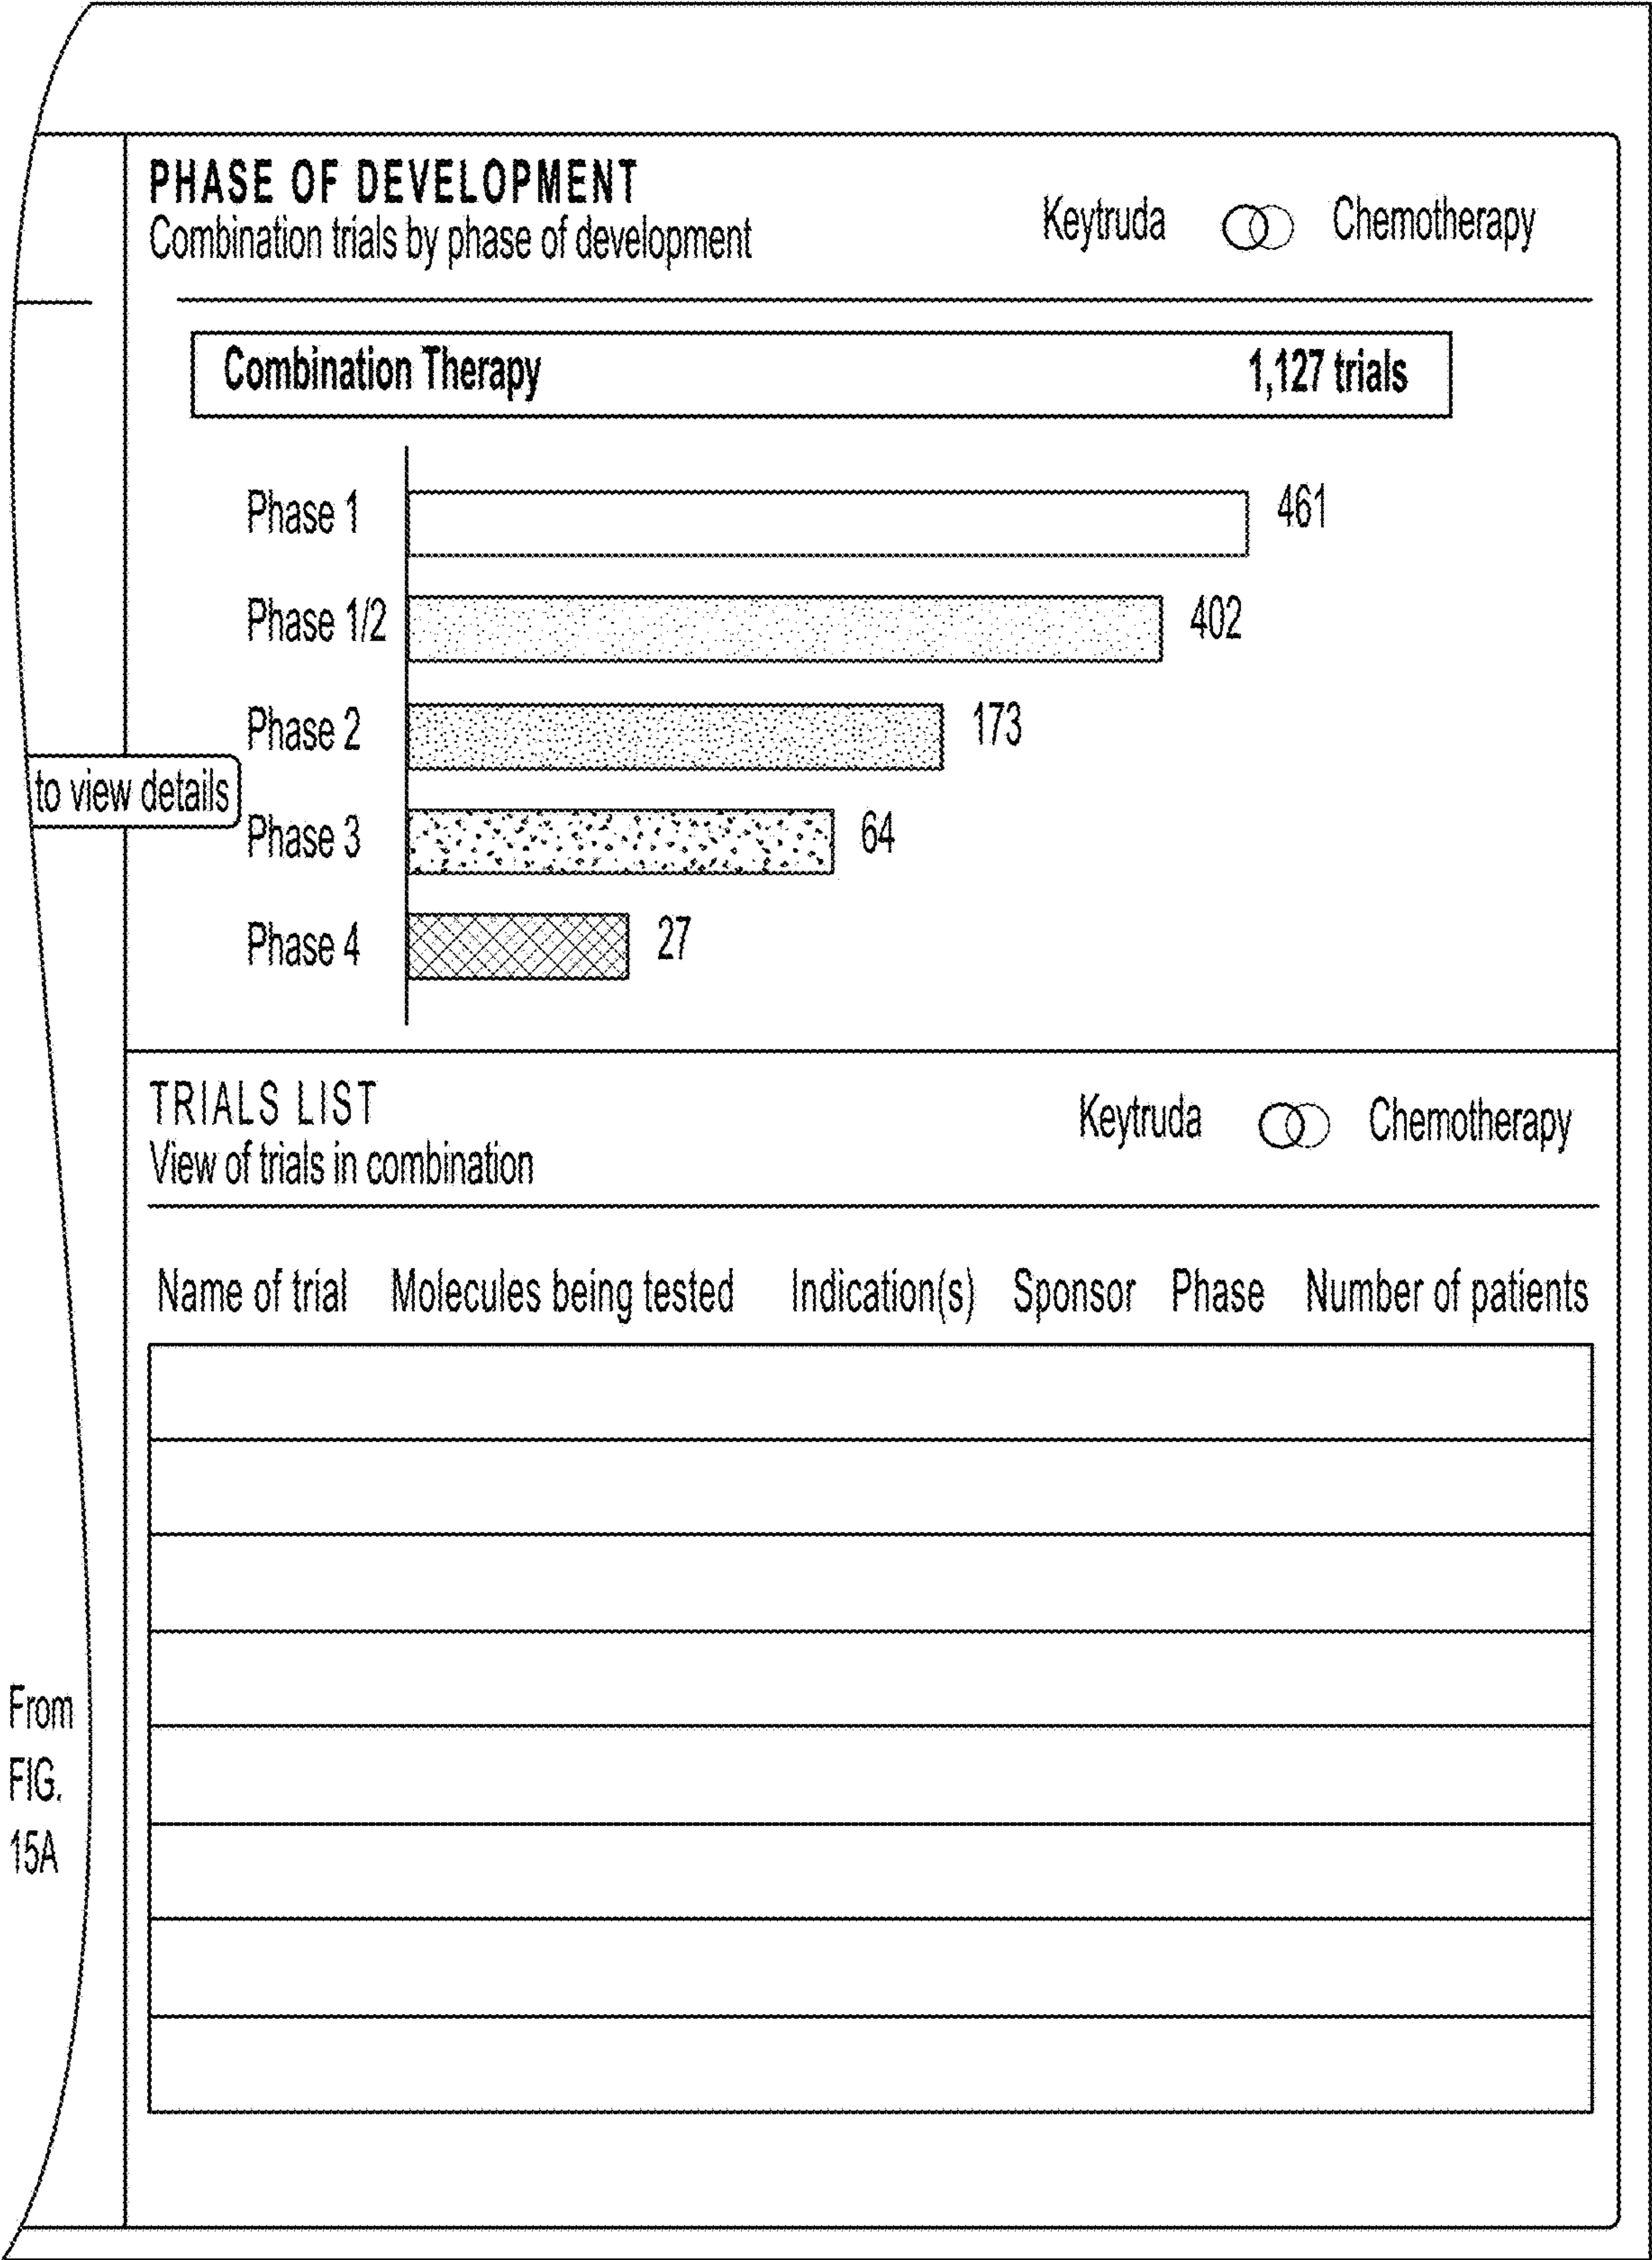 PHASE OF DEVELOPMENT
Combination trials by phase of development
Keytruda Chemotherapy
Combination Therapy 1,127 trials
Phase 1 461
Phase 1/2 402
Phase 2 173
to view details
Phase 3 64
Phase 4 27
TRIALS LIST
View of trials in combination
Keytruda Chemotherapy
Name of trial Molecules being tested Indication(s) Sponsor Phase Number of patients
From
FIG.
15A